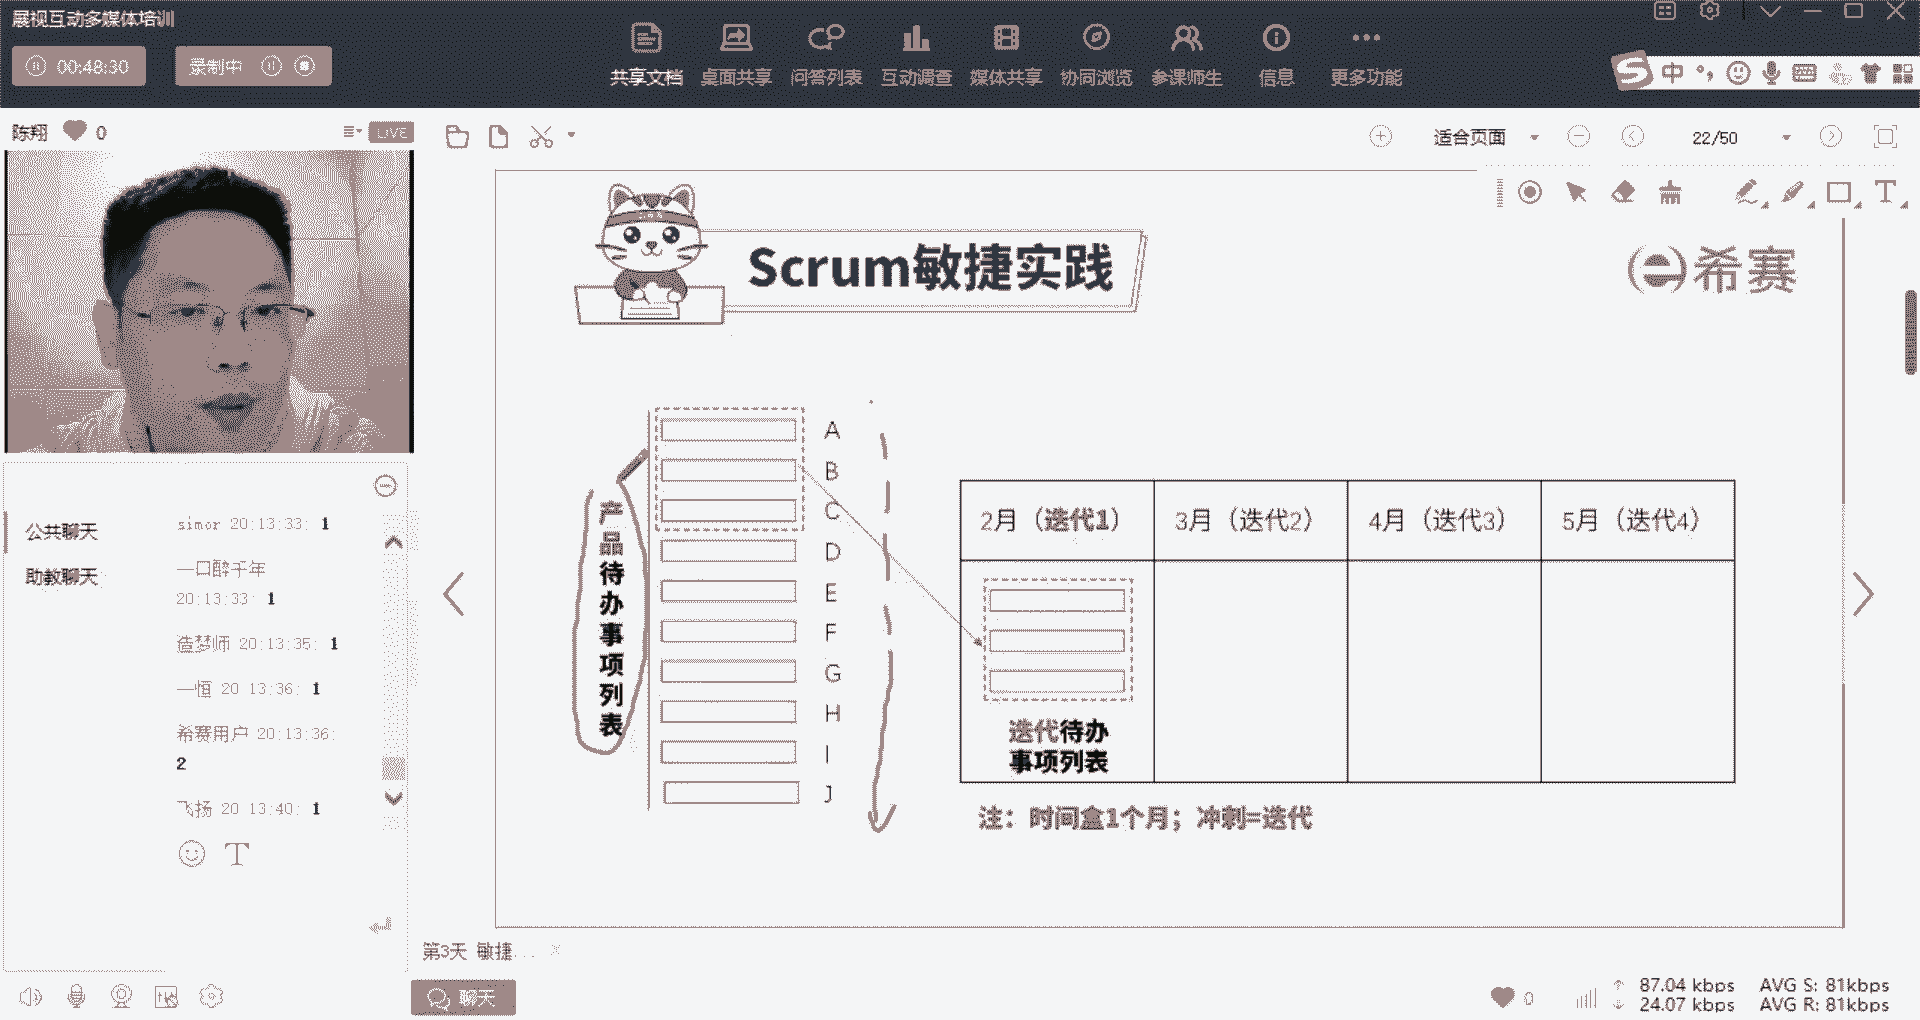 展视互动多媒体培训
00:48:30
录制中
共享文档 桌面共享 问答列表 互动调查 媒体共享 协同浏览 参课师生 信息 更多功能
中
陈翔 0
LIVE
适合页面
22/50
Scrum敏捷实践
希赛
产品待办事项列表
A
B
C
D
E
F
G
H
I
J
2月（迭代1） 3月（迭代2） 4月（迭代3） 5月（迭代4）
迭代待办
事项列表
注：时间盒1个月；冲刺=迭代
公共聊天
助教聊天
simor 20:13:33: 1
一口醉千年
20:13:33: 1
造梦师 20:13:35: 1
一恒 20 13:36: 1
希赛用户 20:13:36:
2
飞扬 20 13:40: 1
第3天 敏捷...
聊天
0
87.04 kbps AVG S: 81kbps
24.07 kbps AVG R: 81kbps